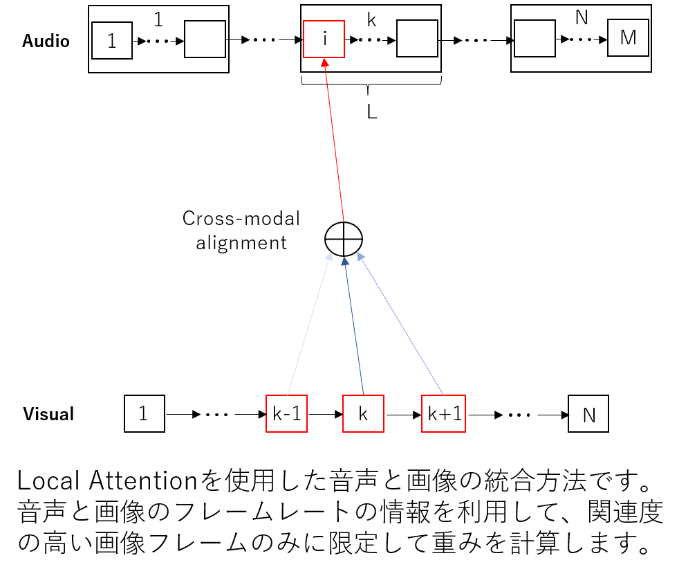 1 k N
Audio 1 ··· ··· i ··· ··· ··· M
L
Cross-modal
alignment
Visual 1 ··· k-1 k k+1 ··· N
Local Attentionを使用した音声と画像の統合方法です。
音声と画像のフレームレートの情報を利用して、関連度
の高い画像フレームのみに限定して重みを計算します。